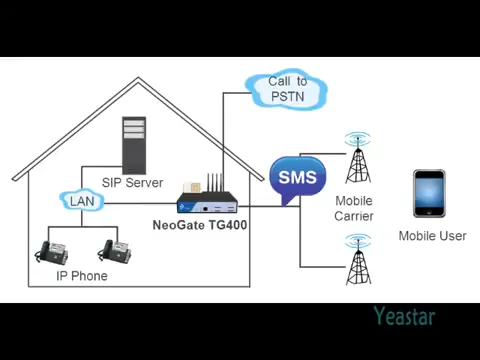 Call to
PSTN
SIP Server
SMS
LAN
NeoGate TG400
Mobile
Carrier
Mobile User
IP Phone
Yeastar